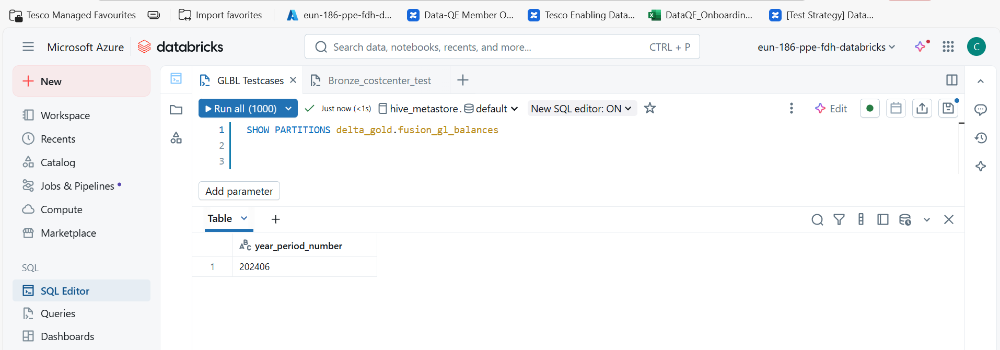 Tesco Managed Favourites
Import favorites
eun-186-ppe-fdh-d...
Data-QE Member O...
Tesco Enabling Data...
DataQE_Onboardin...
[Test Strategy] Data...
Microsoft Azure
databricks
Search data, notebooks, recents, and more...
CTRL + P
eun-186-ppe-fdh-databricks
C
New
Workspace
Recents
Catalog
Jobs & Pipelines
Compute
Marketplace
SQL
SQL Editor
Queries
Dashboards
GLBL Testcases
Bronze_costcenter_test
Run all (1000)
Just now (<1s)
hive_metastore.
default
New SQL editor: ON
Edit
1 SHOW PARTITIONS delta_gold.fusion_gl_balances
2
3
Add parameter
Table
ABC year_period_number
1 202406